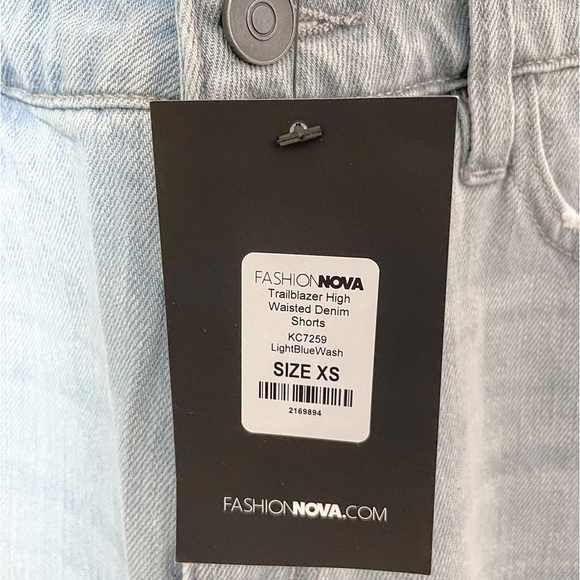 FASHIONNOVA
Trailblazer High
Waisted Denim
Shorts
KC7259
LightBlueWash
SIZE XS
2169894
FASHIONNOVA.COM